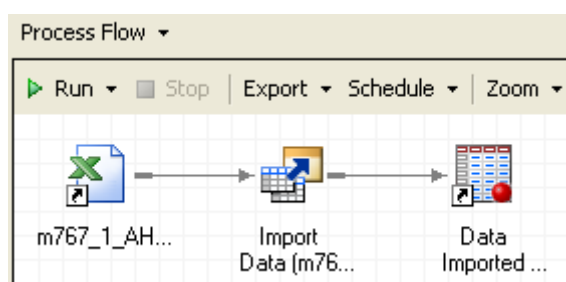 Process Flow
Run Stop Export Schedule Zoom
m767_1_AH... Import Data
Data (m76... Imported ...